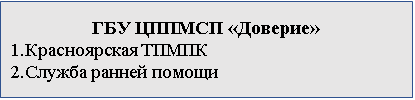 ГБУ ЦППМСП «Доверие»
1.Красноярская ТПМПК
2.Служба ранней помощи